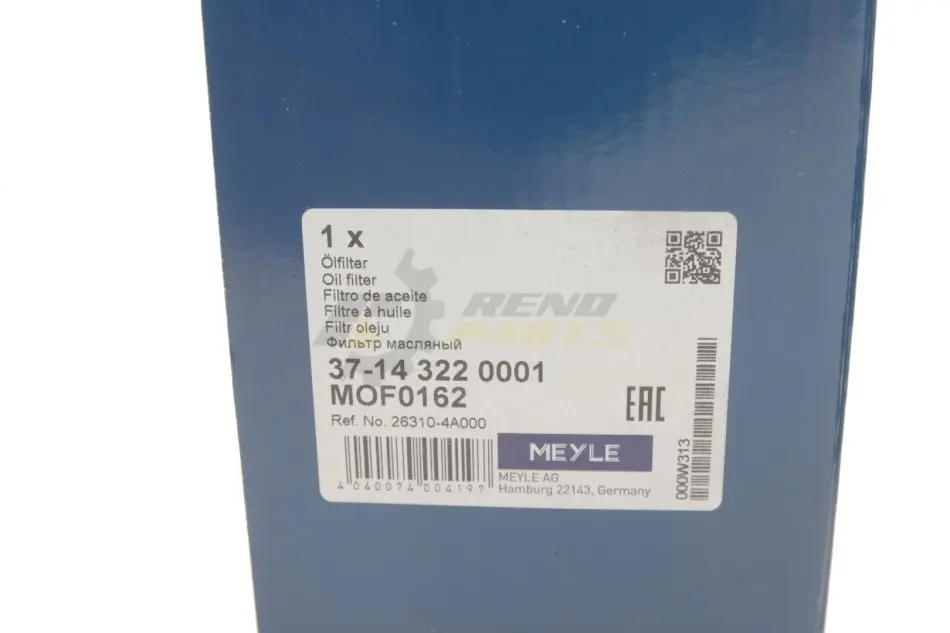 1 x
Ölfilter
Oil filter
Filtro de aceite
Filtre à huile
Filtr oleju
Фильтр масляный
37-14 322 0001
MOF0162
Ref. No. 26310-4A000
4 040074 004197
EAC
MEYLE
MEYLE AG
Hamburg 22143, Germany
000W313
RENO
PARTS